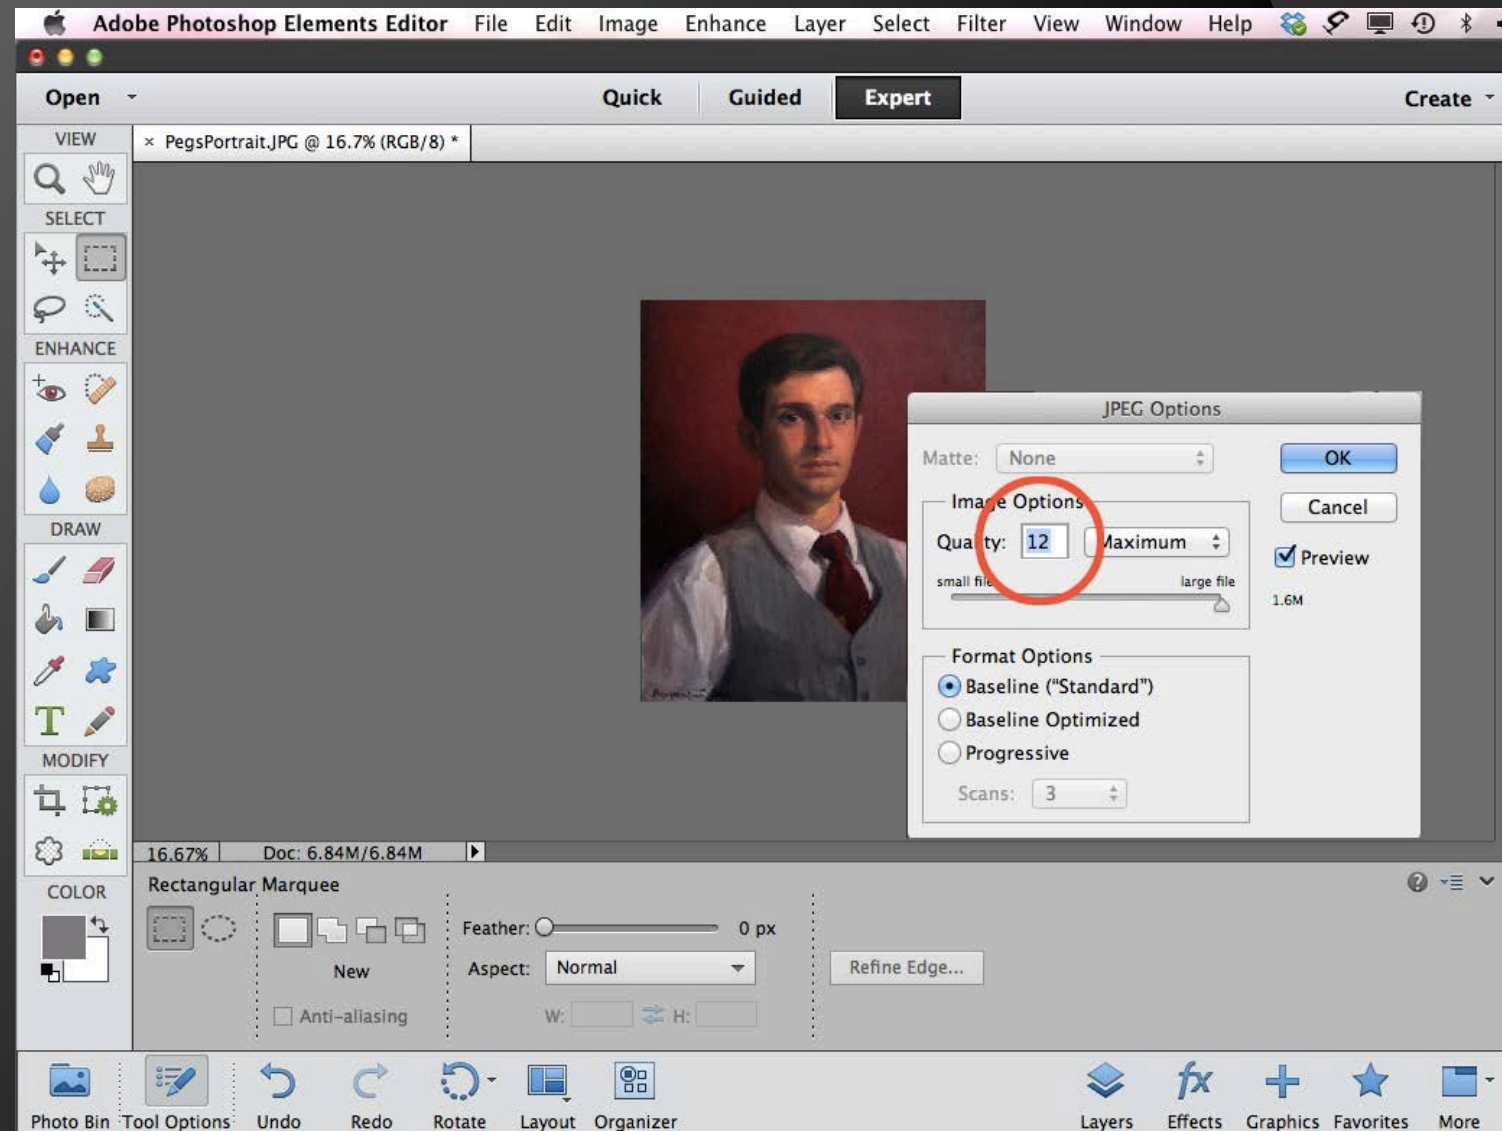 Adobe Photoshop Elements Editor File Edit Image Enhance Layer Select Filter View Window Help
Open Quick Guided Expert Create
VIEW
× PegsPortrait.JPG @ 16.7% (RGB/8) *
SELECT
ENHANCE
DRAW
MODIFY
COLOR
JPEG Options
Matte: None
OK
Image Options
Cancel
Quality: 12 Maximum
Preview
small file large file
1.6M
Format Options
Baseline (“Standard”)
Baseline Optimized
Progressive
Scans: 3
16.67% Doc: 6.84M/6.84M
Rectangular Marquee
Feather: 0 px
New
Aspect: Normal
Refine Edge...
Anti-aliasing
W: H:
Photo Bin Tool Options Undo Redo Rotate Layout Organizer Layers Effects Graphics Favorites More